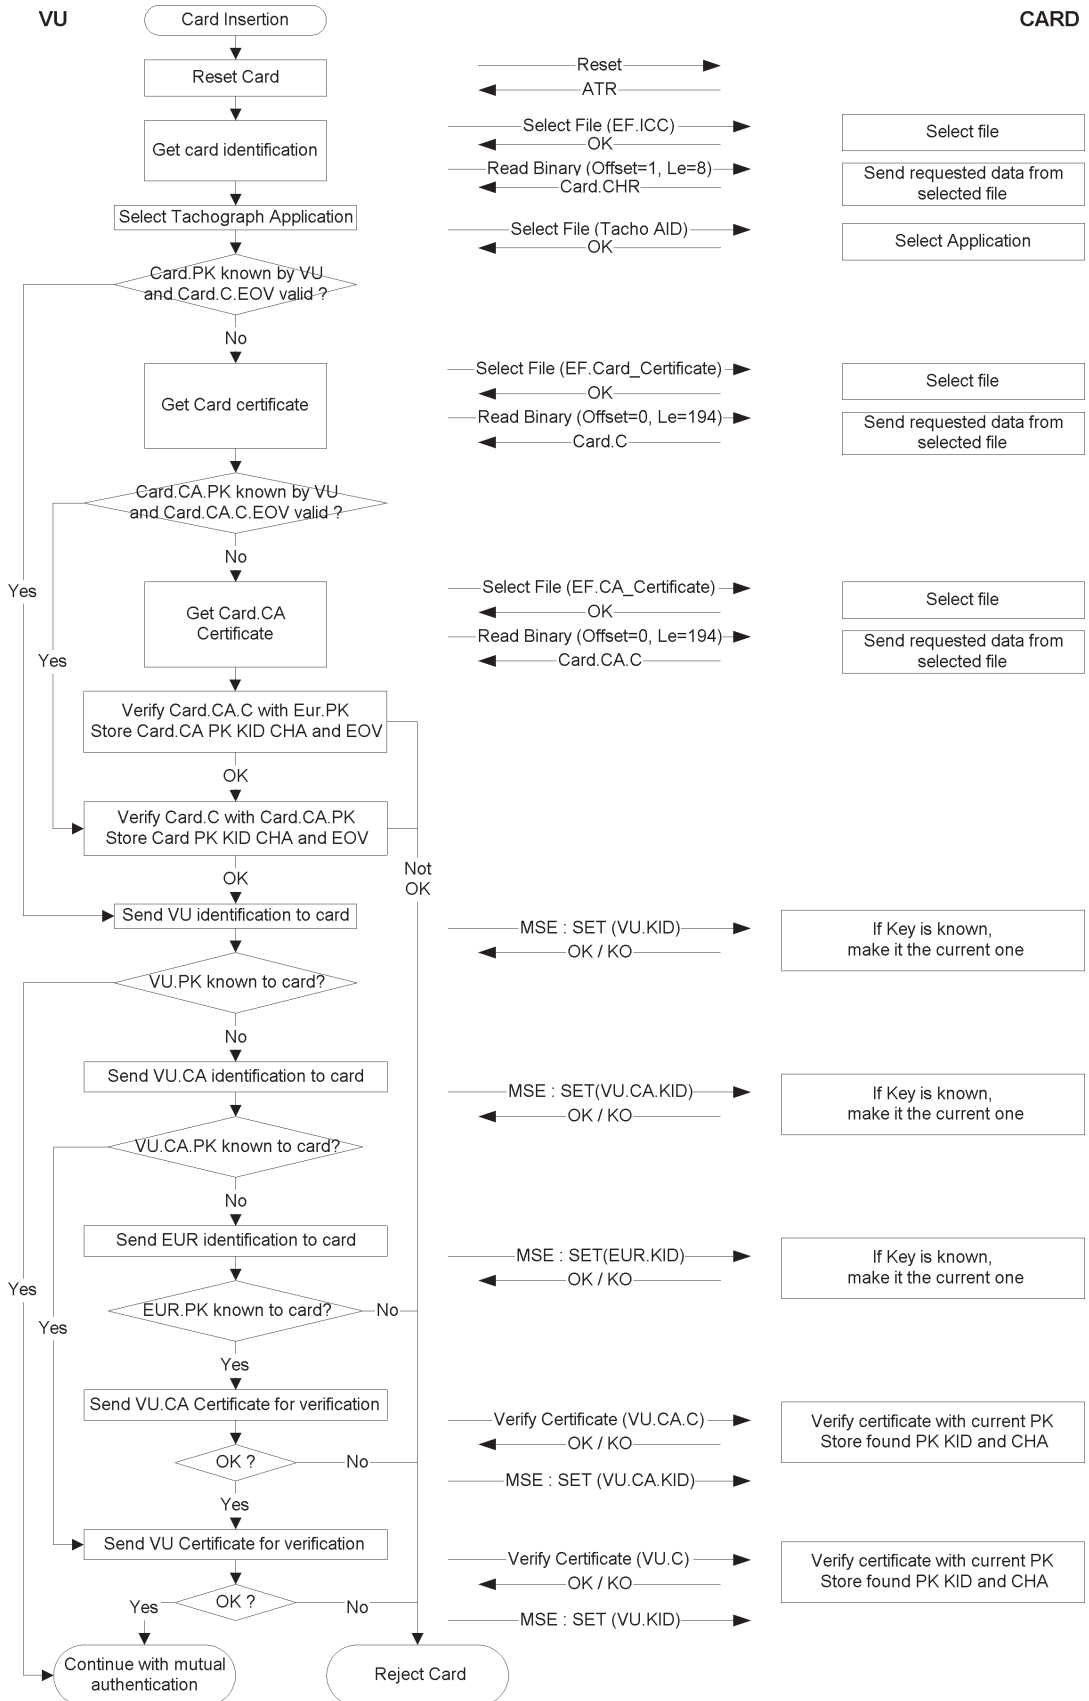 VU
CARD
Card Insertion
Reset Card
Reset
ATR
Get card identification
Select File (EF.ICC)
OK
Select file
Read Binary (Offset=1, Le=8)
Card.CHR
Send requested data from
selected file
Select Tachograph Application
Select File (Tacho AID)
OK
Select Application
Card.PK known by VU
and Card.C.EOV valid ?
No
Get Card certificate
Select File (EF.Card_Certificate)
OK
Select file
Read Binary (Offset=0, Le=194)
Card.C
Send requested data from
selected file
Card.CA.PK known by VU
and Card.CA.C.EOV valid ?
No
Yes
Yes
Get Card.CA
Certificate
Select File (EF.CA_Certificate)
OK
Select file
Read Binary (Offset=0, Le=194)
Card.CA.C
Send requested data from
selected file
Verify Card.CA.C with Eur.PK
Store Card.CA PK KID CHA and EOV
OK
Verify Card.C with Card.CA.PK
Store Card PK KID CHA and EOV
OK
Not
OK
Send VU identification to card
MSE : SET (VU.KID)
OK / KO
If Key is known,
make it the current one
VU.PK known to card?
No
Send VU.CA identification to card
MSE : SET(VU.CA.KID)
OK / KO
If Key is known,
make it the current one
VU.CA.PK known to card?
No
Send EUR identification to card
MSE : SET(EUR.KID)
OK / KO
If Key is known,
make it the current one
Yes
EUR.PK known to card?
No
Yes
Yes
Send VU.CA Certificate for verification
Verify Certificate (VU.CA.C)
OK / KO
Verify certificate with current PK
Store found PK KID and CHA
OK ?
No
MSE : SET (VU.CA.KID)
Yes
Send VU Certificate for verification
Verify Certificate (VU.C)
OK / KO
Verify certificate with current PK
Store found PK KID and CHA
OK ?
Yes
No
MSE : SET (VU.KID)
Continue with mutual
authentication
Reject Card